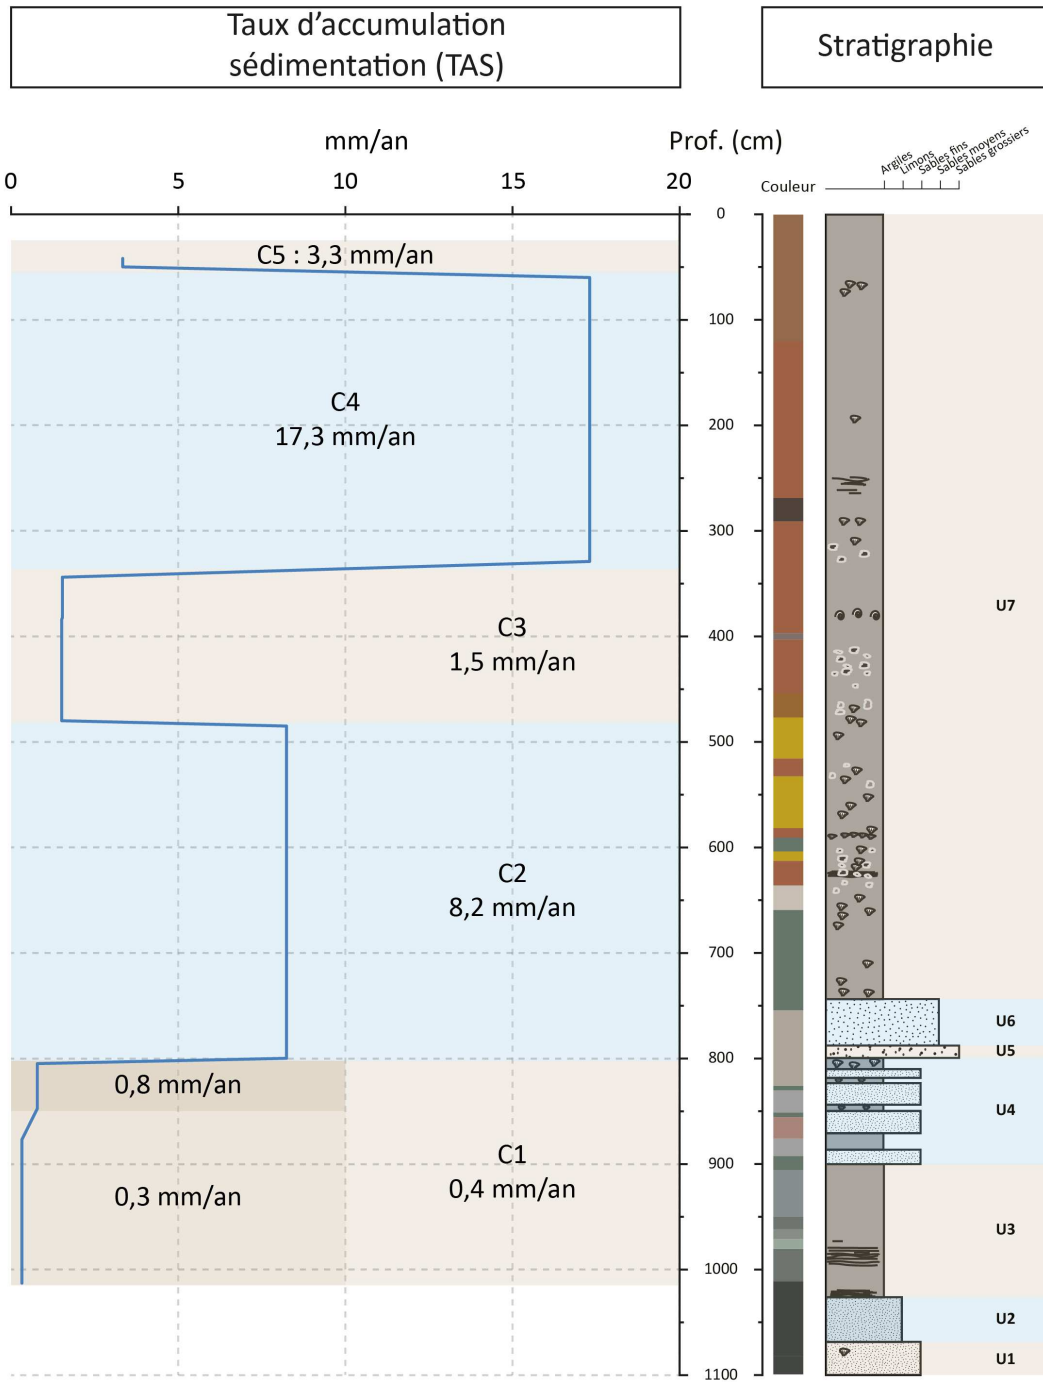 Taux d'accumulation
sédimentation (TAS)
Stratigraphie
mm/an
Prof. (cm)
0 5 10 15 20
Couleur
Argiles
Limons
Sables fins
Sables moyens
Sables grossiers
0
C5 : 3,3 mm/an
100
C4
17,3 mm/an
200
300
400
C3
1,5 mm/an
U7
500
600
C2
8,2 mm/an
700
800
0,8 mm/an
U6
U5
U4
900
C1
0,4 mm/an
0,3 mm/an
U3
1000
U2
U1
1100